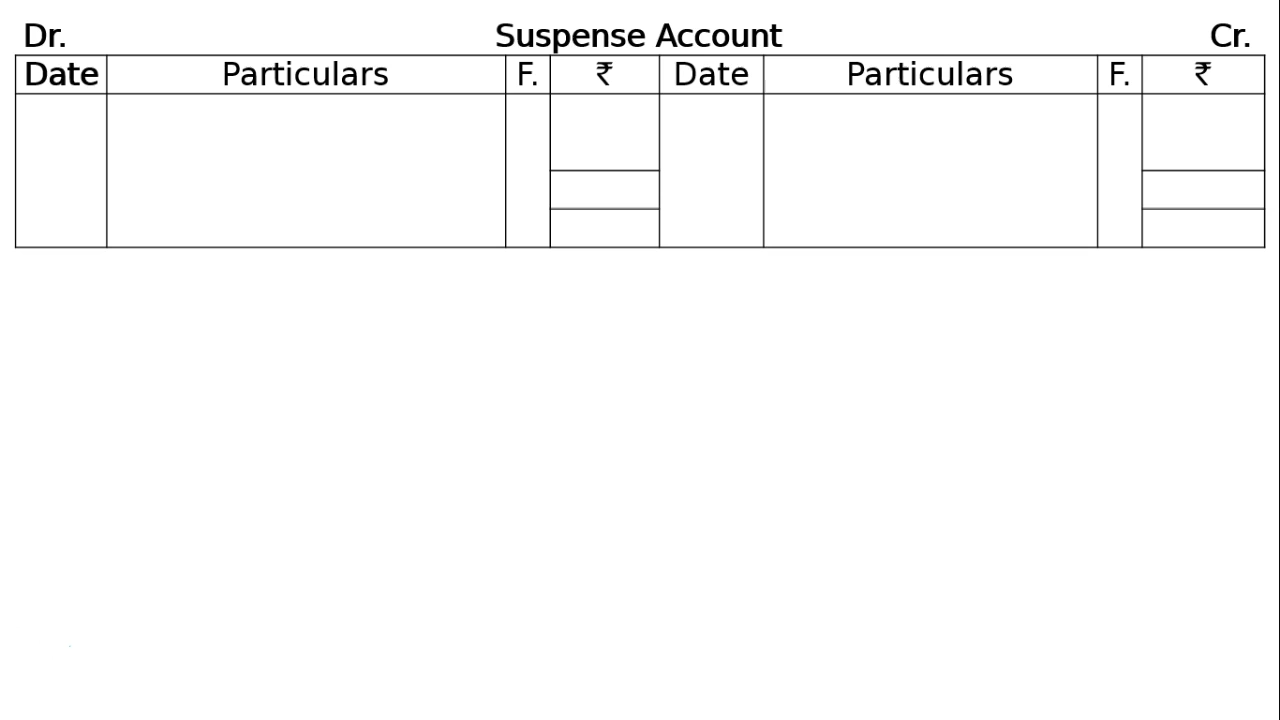 Dr. Suspense Account Cr.
Date Particulars F. ₹ Date Particulars F. ₹